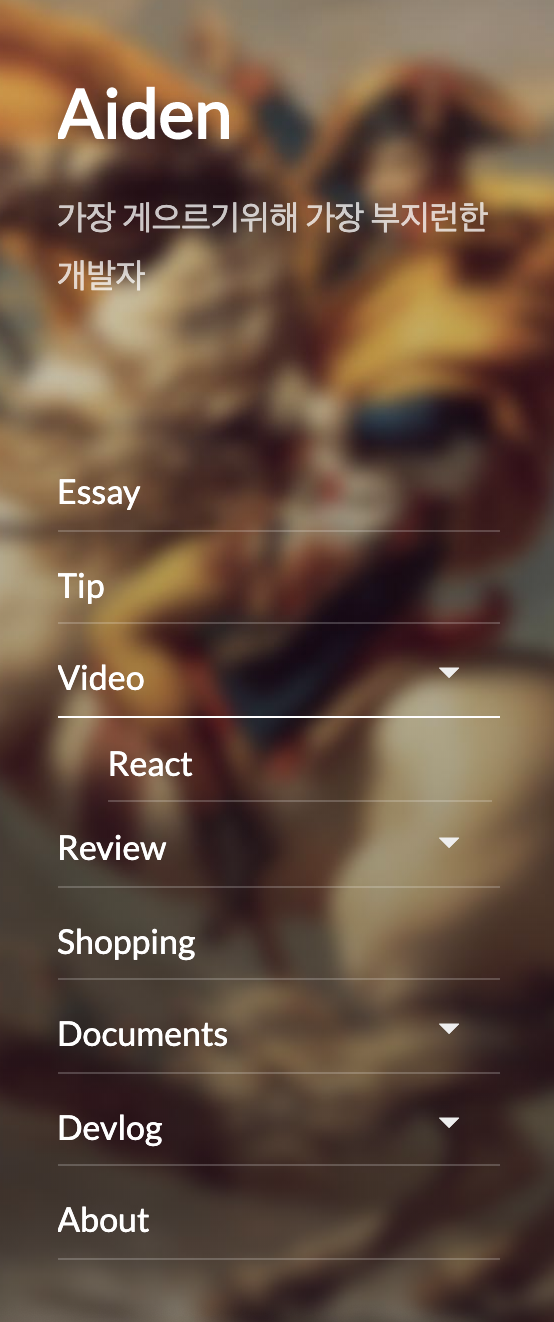 Aiden
가장 게으르기위해 가장 부지런한
개발자
Essay
Tip
Video
React
Review
Shopping
Documents
Devlog
About